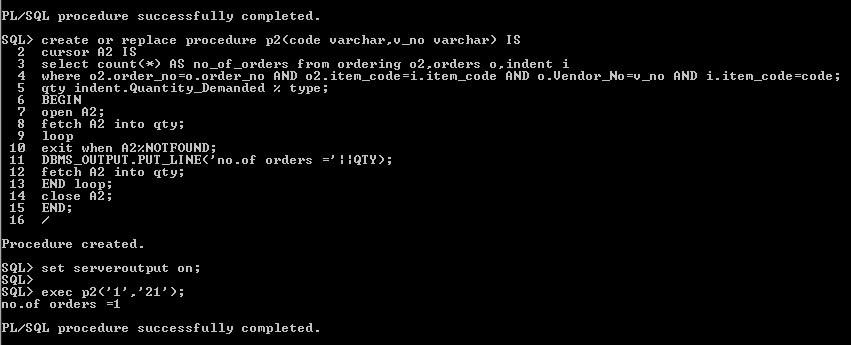 PL/SQL procedure successfully completed.
SQL> create or replace procedure p2(code varchar,v_no varchar) IS
2 cursor A2 IS
3 select count(*) AS no_of_orders from ordering o2,orders o,indent i
4 where o2.order_no=o.order_no AND o2.item_code=i.item_code AND o.Vendor_No=v_no AND i.item_code=code;
5 qty indent.Quantity_Demanded % type;
6 BEGIN
7 open A2;
8 fetch A2 into qty;
9 loop
10 exit when A2%NOTFOUND;
11 DBMS_OUTPUT.PUT_LINE('no.of orders ='||QTY);
12 fetch A2 into qty;
13 END loop;
14 close A2;
15 END;
16 /
Procedure created.
SQL> set serveroutput on;
SQL>
SQL> exec p2('1','21');
no.of orders =1
PL/SQL procedure successfully completed.